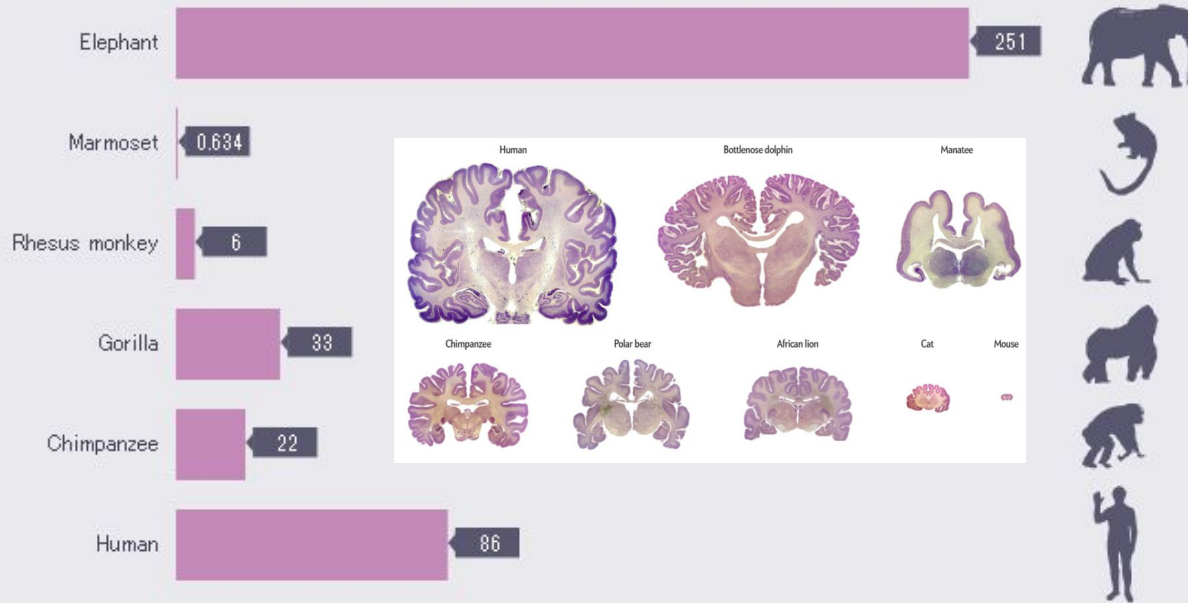 Elephant 251
Marmoset 0.634
Human Bottlenose dolphin Manatee
Rhesus monkey 6
Gorilla 33
Chimpanzee Polar bear African lion Cat Mouse
Chimpanzee 22
Human 86